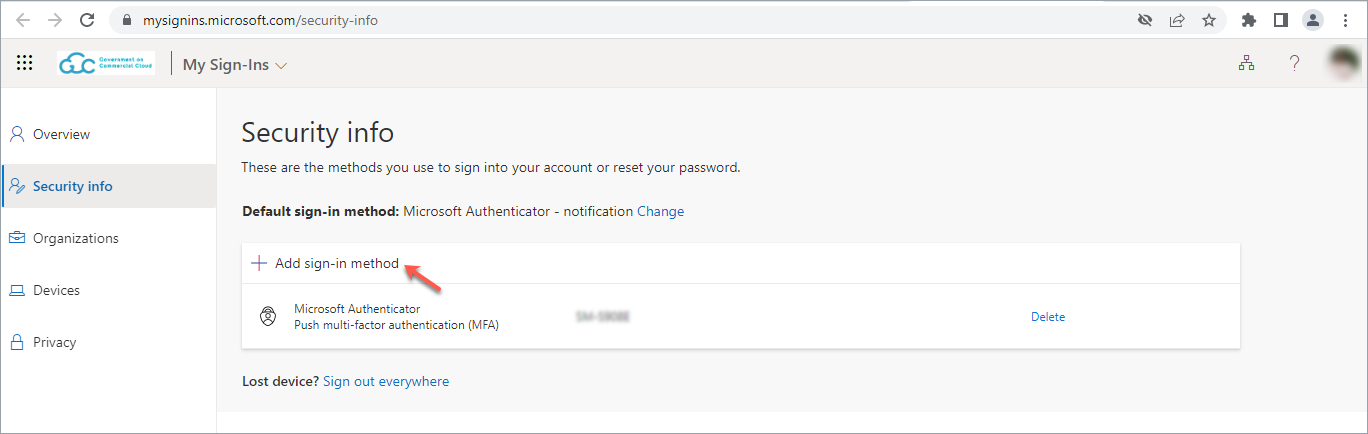 mysignins.microsoft.com/security-info
Government on
Commercial Cloud
My Sign-Ins
Overview
Security info
Organizations
Devices
Privacy
Security info
These are the methods you use to sign into your account or reset your password.
Default sign-in method: Microsoft Authenticator - notification Change
Add sign-in method
Microsoft Authenticator
Push multi-factor authentication (MFA)
Delete
Lost device? Sign out everywhere